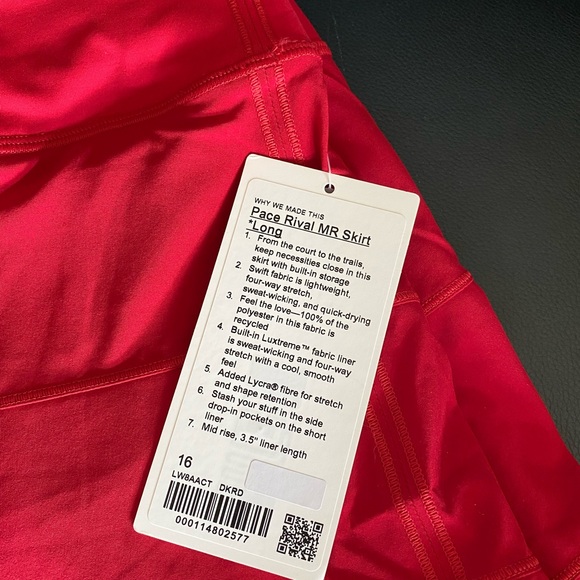 WHY WE MADE THIS
Pace Rival MR Skirt
*Long
1. From the court to the trails,
keep necessities close in this
skirt with built-in storage
2. Swift fabric is lightweight,
four-way stretch,
sweat-wicking, and quick-drying
3. Feel the love—100% of the
polyester in this fabric is
recycled
4. Built-in Luxtreme™ fabric liner
is sweat-wicking and four-way
stretch with a cool, smooth
feel
5. Added Lycra® fibre for stretch
and shape retention
6. Stash your stuff in the side
drop-in pockets on the short
liner
7. Mid rise, 3.5" liner length
16
LW8AACT DKRD
000114802577